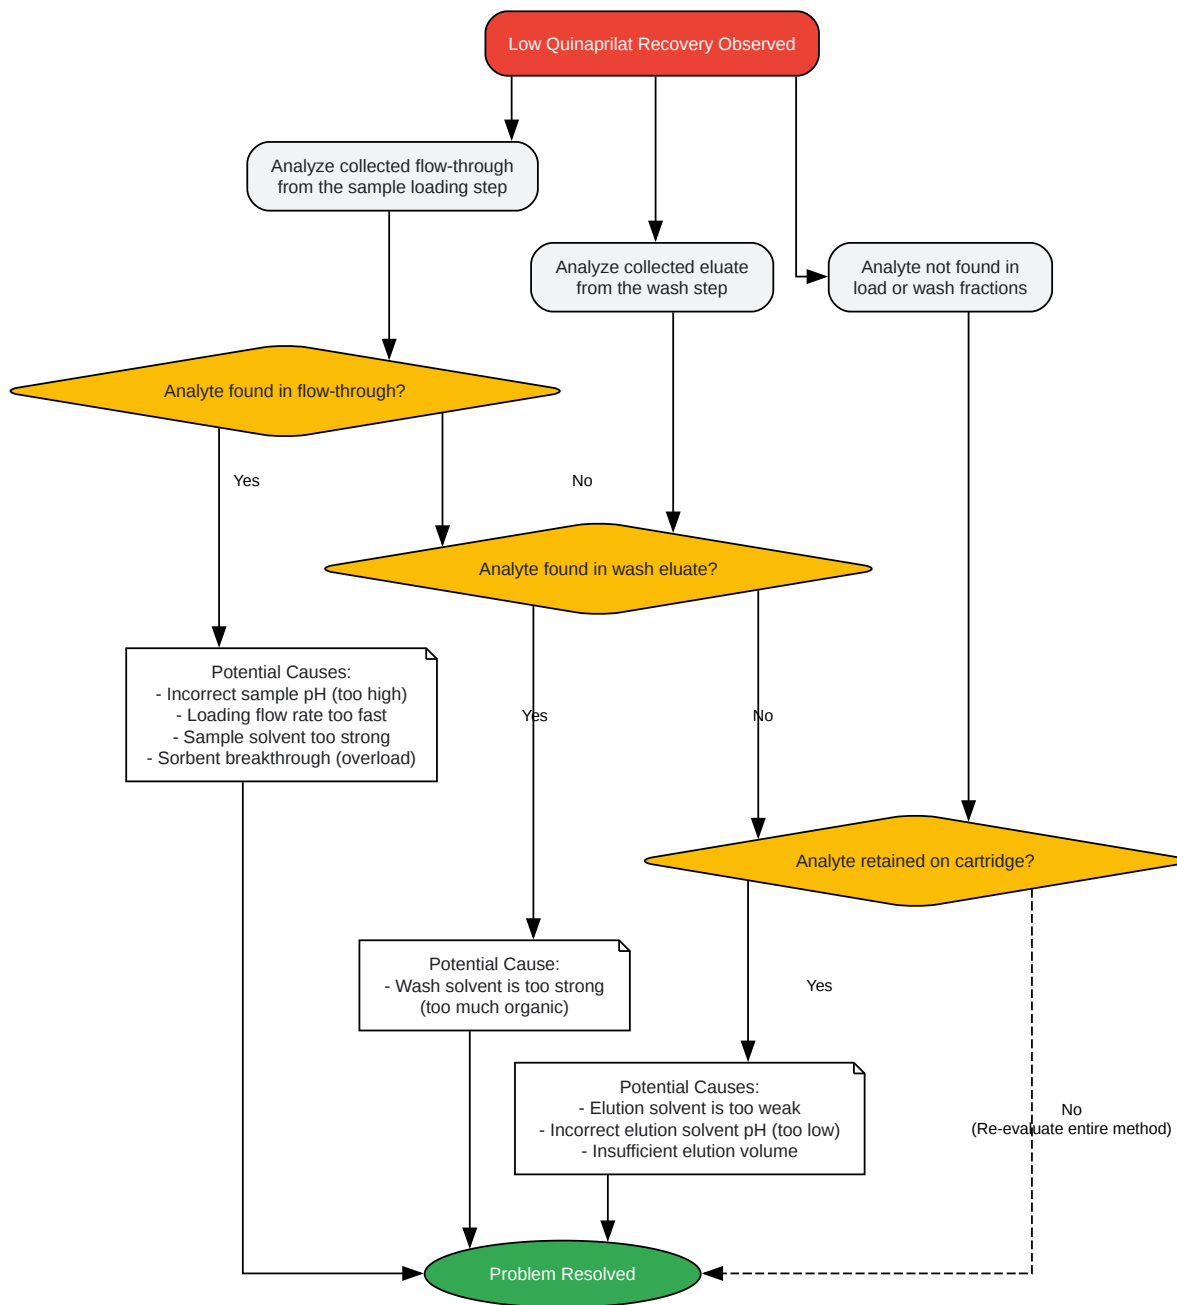 Low Quinaprilat Recovery Observed
Analyze collected flow-through
from the sample loading step
Analyze collected eluate
from the wash step
Analyte not found in
load or wash fractions
Analyte found in flow-through?
Yes
No
Analyte found in wash eluate?
Potential Causes:
- Incorrect sample pH (too high)
- Loading flow rate too fast
- Sample solvent too strong
- Sorbent breakthrough (overload)
Yes
No
Analyte retained on cartridge?
Potential Cause:
- Wash solvent is too strong
(too much organic)
Yes
Potential Causes:
- Elution solvent is too weak
- Incorrect elution solvent pH (too low)
- Insufficient elution volume
No
(Re-evaluate entire method)
Problem Resolved